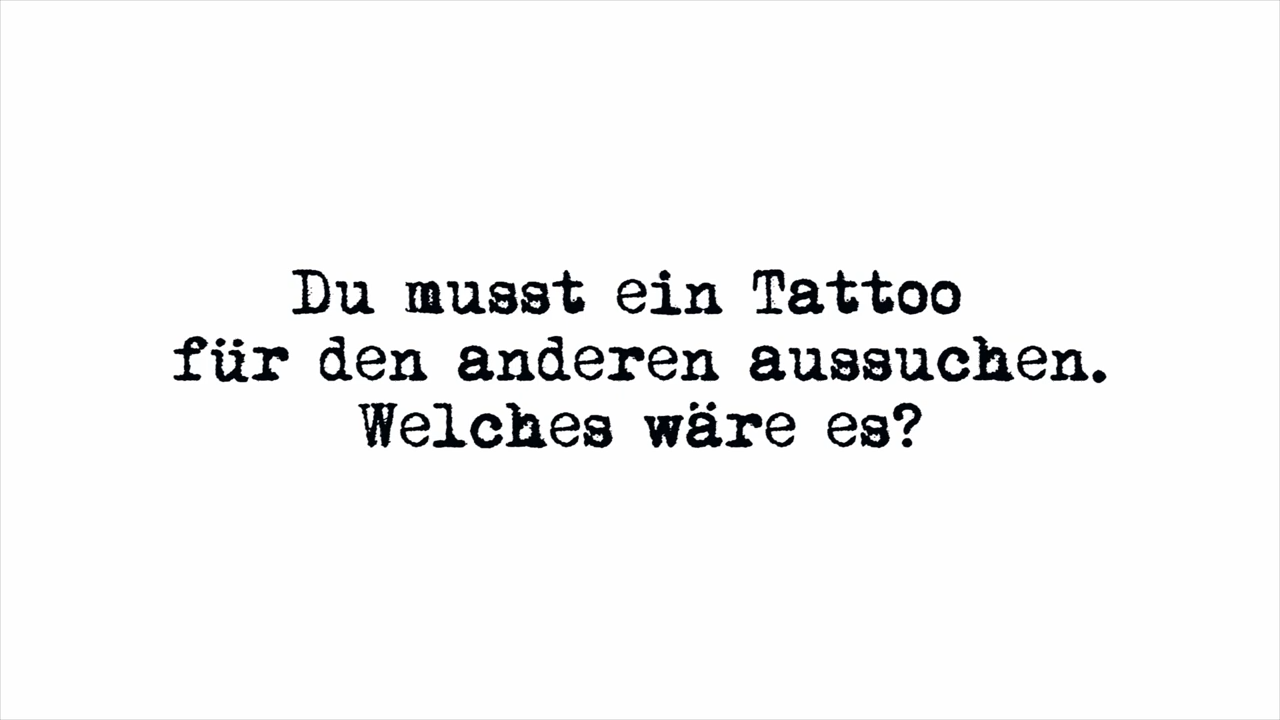 Du musst ein Tattoo
für den anderen aussuchen.
Welches wäre es?